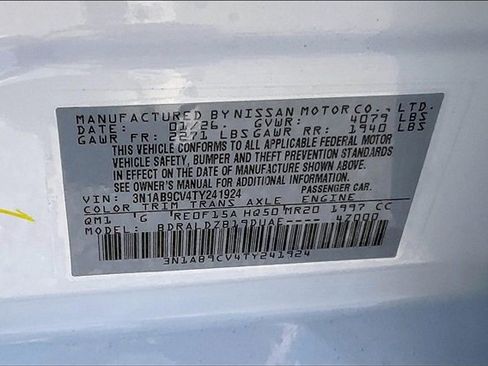 MANUFACTURED BY NISSAN MOTOR CO., LTD.
DATE: 01/26 GVWR: 4079 LBS
GAWR FR: 2271 LBS GAWR RR: 1940 LBS
THIS VEHICLE CONFORMS TO ALL APPLICABLE FEDERAL MOTOR
VEHICLE SAFETY, BUMPER AND THEFT PREVENTION STANDARDS
IN EFFECT ON THE DATE OF MANUFACTURE SHOWN ABOVE.
SEE OWNER'S MANUAL FOR ADDITIONAL INFORMATION.
VIN: 3N1AB9CV4TY241924 PASSENGER CAR.
COLOR TRIM TRANS AXLE ENGINE
QM1 G RE0F15A HQ50 MR20 1997 CC
BDRALDZB19DUAE----- 47000
3N1AB9CV4TY241924